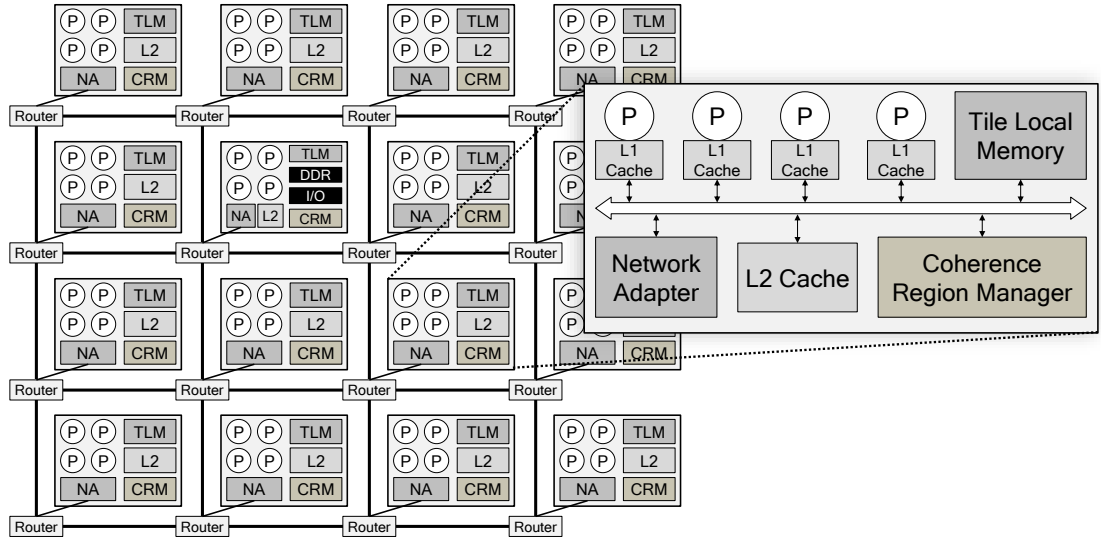 P P TLM P P TLM P P TLM P P TLM
P P L2 P P L2 P P L2 P P L2
NA CRM NA CRM NA CRM NA CRM
Router Router Router Router
P P TLM P P TLM P P TLM P
DDR
P P L2 P P I/O P P L2 P
NA CRM NA L2 CRM NA CRM
Router Router Router Router
P P TLM P P TLM P P TLM P
P P L2 P P L2 P P L2
NA CRM NA CRM NA CRM NA CRM
Router Router Router Router
P P TLM P P TLM P P TLM P P TLM
P P L2 P P L2 P P L2 P P L2
NA CRM NA CRM NA CRM NA CRM
Router Router Router Router
P P P P
L1 Cache
L1 Cache
L1 Cache
L1 Cache
Tile Local
Memory
Network
Adapter
L2 Cache
Coherence
Region Manager